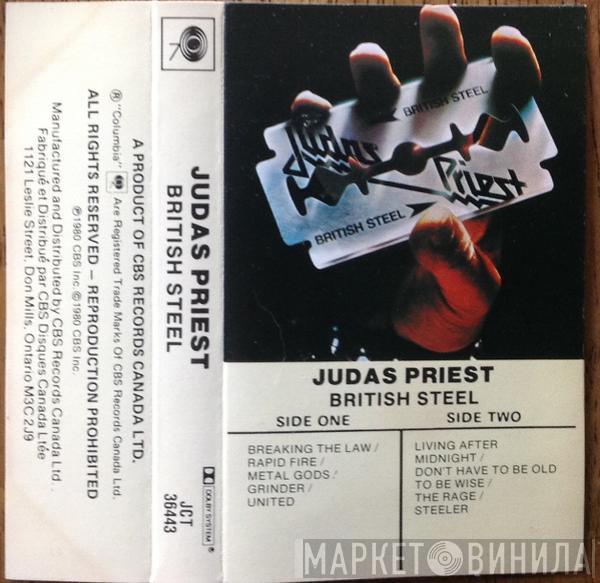 Manufactured and Distributed by CBS Records Canada Ltd.
Fabriqué et Distribué par CBS Disques Canada Ltée
1121 Leslie Street, Don Mills, Ontario M3C 2J9
A PRODUCT OF CBS RECORDS CANADA LTD.
® "Columbia" Are Registered Trade Marks Of CBS Records Canada Ltd.
ALL RIGHTS RESERVED — REPRODUCTION PROHIBITED
℗1980 CBS Inc. ©1980 CBS Inc.
JUDAS PRIEST
BRITISH STEEL
DOLBY SYSTEM ®
JCT
36443
BRITISH STEEL
Judas
Priest
BRITISH STEEL
JUDAS PRIEST
BRITISH STEEL
SIDE ONE
BREAKING THE LAW/
RAPID FIRE/
METAL GODS/
GRINDER/
UNITED
SIDE TWO
LIVING AFTER
MIDNIGHT/
DON'T HAVE TO BE OLD
TO BE WISE/
THE RAGE/
STEELER
МАРКЕТ ВИНИЛА